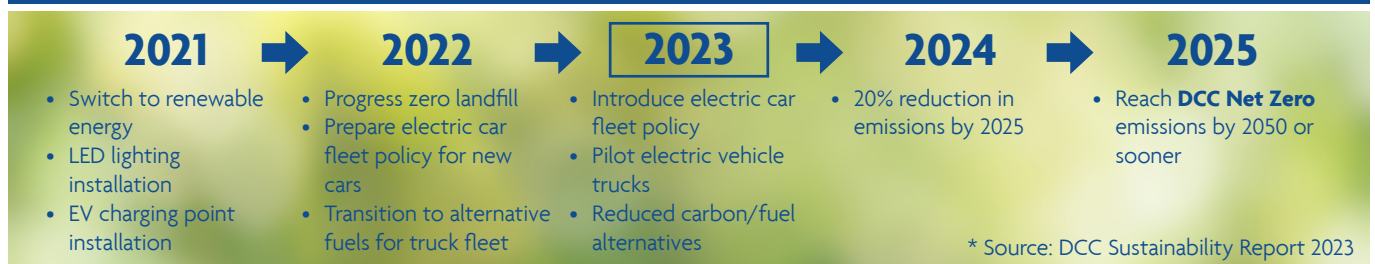 2021
• Switch to renewable
energy
• LED lighting
installation
• EV charging point
installation
2022
• Progress zero landfill
• Prepare electric car
fleet policy for new
cars
• Transition to alternative
fuels for truck fleet
2023
• Introduce electric car
fleet policy
• Pilot electric vehicle
trucks
• Reduced carbon/fuel
alternatives
2024
• 20% reduction in
emissions by 2025
2025
• Reach DCC Net Zero
emissions by 2050 or
sooner
* Source: DCC Sustainability Report 2023